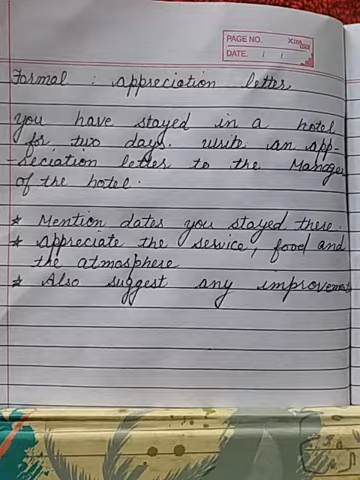 PAGE NO.
DATE. / /
Formal : appreciation letter
you have stayed in a hotel
for two days. write an app-
-seciation letter to the Manager
of the hotel.
* Mention dates you stayed there.
* appreciate the service, food and
the atmosphere
* Also suggest any improvement